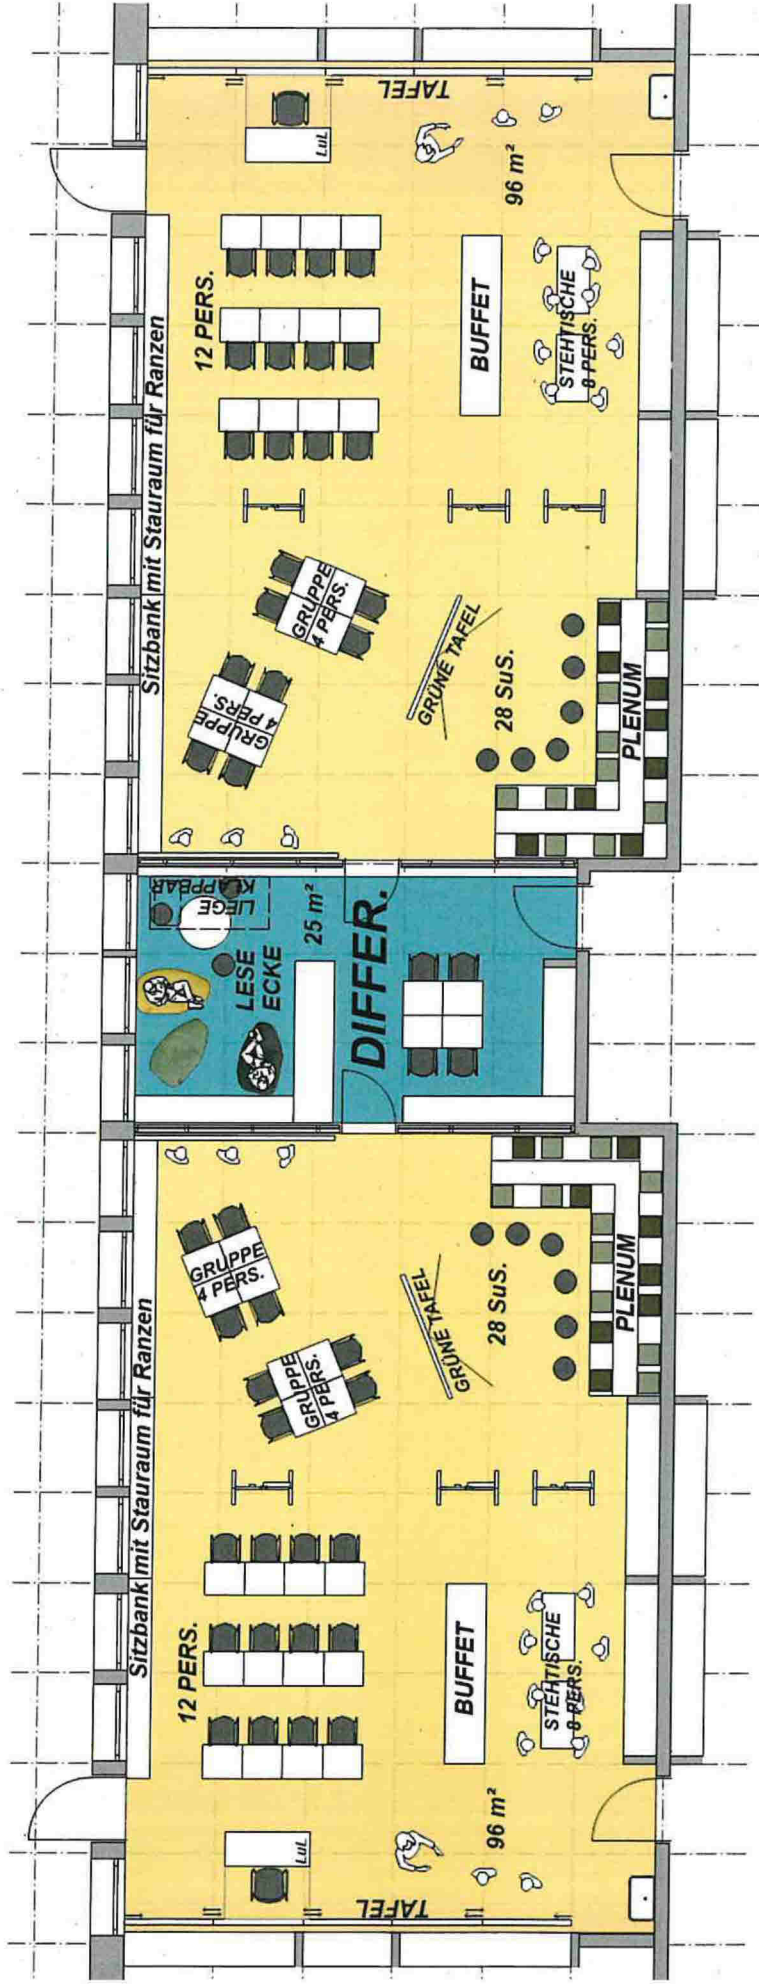 TAFEL
LuL
96 m²
12 PERS.
Sitzbank mit Stauraum für Ranzen
BUFFET
STEHTISCHE
8 PERS.
GRUPPE
4 PERS.
GRUPPE
4 PERS.
GRÜNE TAFEL
28 SuS.
PLENUM
LIEGE
KLAPPBAR
LESE
ECKE
25 m²
DIFFER.
GRUPPE
4 PERS.
GRUPPE
4 PERS.
GRÜNE TAFEL
28 SuS.
PLENUM
Sitzbank mit Stauraum für Ranzen
12 PERS.
BUFFET
STEHTISCHE
8 PERS.
96 m²
LuL
TAFEL